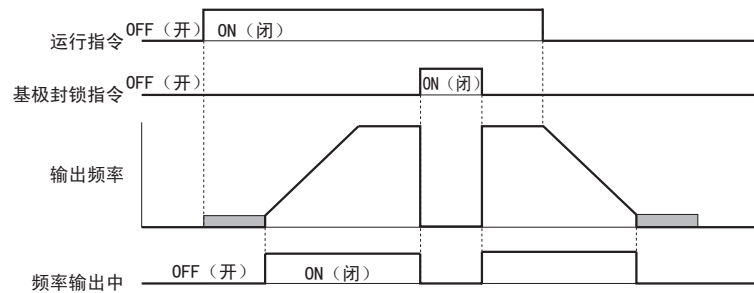 运行指令 OFF（开） ON（闭）
基极封锁指令 OFF（开） ON（闭）
输出频率
频率输出中 OFF（开） ON（闭）